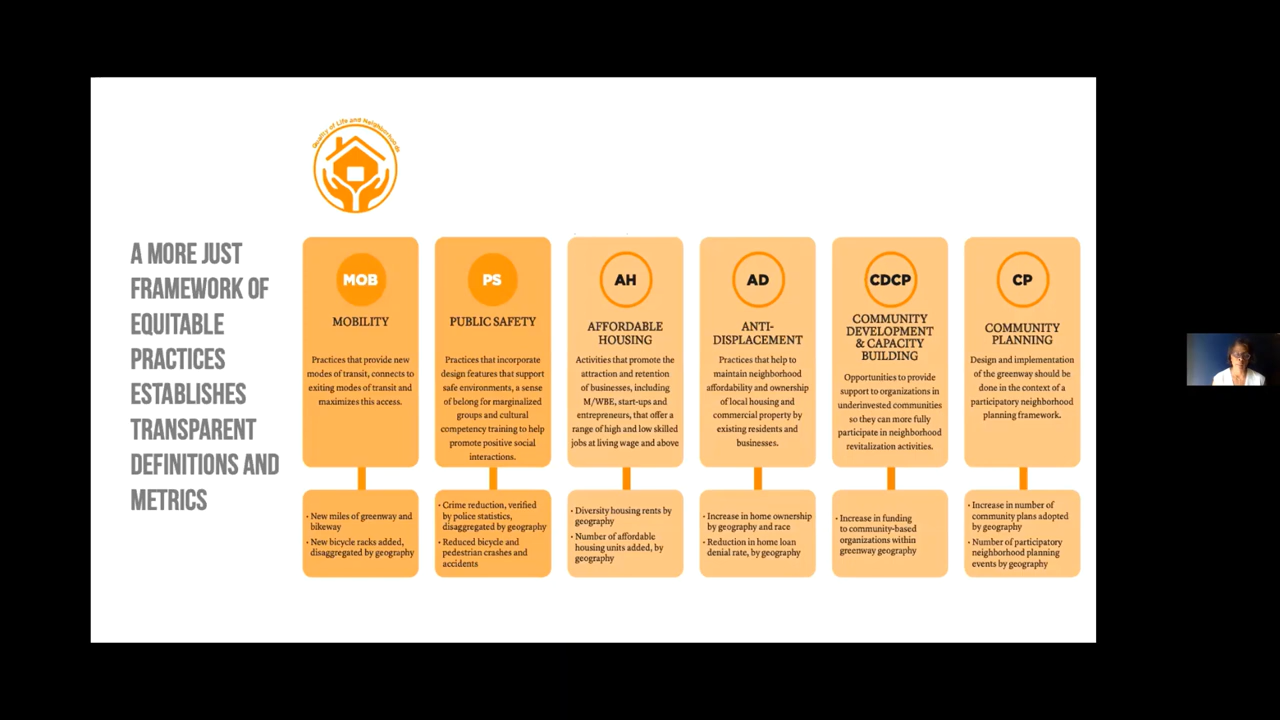 Quality of Life and Neighborhoods
A MORE JUST
FRAMEWORK OF
EQUITABLE
PRACTICES
ESTABLISHES
TRANSPARENT
DEFINITIONS AND
METRICS
MOB
MOBILITY
Practices that provide new
modes of transit, connects to
exiting modes of transit and
maximizes this access.
· New miles of greenway and
bikeway
· New bicycle racks added,
disaggregated by geography
PS
PUBLIC SAFETY
Practices that incorporate
design features that support
safe environments, a sense
of belong for marginalized
groups and cultural
competency training to help
promote positive social
interactions.
· Crime reduction, verified
by police statistics,
disaggregated by geography
· Reduced bicycle and
pedestrian crashes and
accidents
AH
AFFORDABLE
HOUSING
Activities that promote the
attraction and retention
of businesses, including
M/WBE, start-ups and
entrepreneurs, that offer a
range of high and low skilled
jobs at living wage and above
· Diversity housing rents by
geography
· Number of affordable
housing units added, by
geography
AD
ANTI-
DISPLACEMENT
Practices that help to
maintain neighborhood
affordability and ownership
of local housing and
commercial property by
existing residents and
businesses.
· Increase in home ownership
by geography and race
· Reduction in home loan
denial rate, by geography
CDCP
COMMUNITY
DEVELOPMENT
& CAPACITY
BUILDING
Opportunities to provide
support to organizations in
underinvested communities
so they can more fully
participate in neighborhood
revitalization activities.
· Increase in funding
to community-based
organizations within
greenway geography
CP
COMMUNITY
PLANNING
Design and implementation
of the greenway should be
done in the context of a
participatory neighborhood
planning framework.
· Increase in number of
community plans adopted
by geography
· Number of participatory
neighborhood planning
events by geography